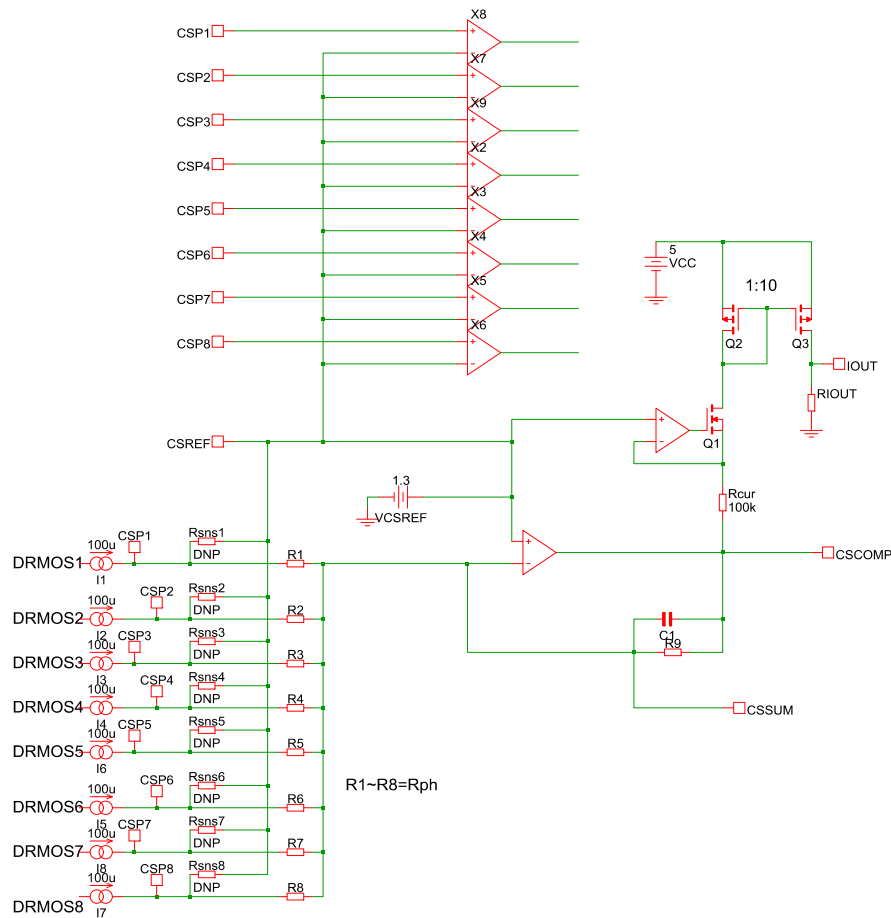 X8
CSP1
X7
CSP2
X9
CSP3
X2
CSP4
X3
CSP5
X4
CSP6
X5
CSP7
X6
CSP8
5
VCC
1:10
Q2
Q3
IOUT
RIOUT
Q1
CSREF
1.3
VCSREF
Rcur
100k
CSCOMP
C1
R9
CSSUM
DRMOS1
100u
I1
CSP1
Rsns1
DNP
R1
DRMOS2
100u
I2
CSP2
Rsns2
DNP
R2
DRMOS3
100u
I3
CSP3
Rsns3
DNP
R3
DRMOS4
100u
I4
CSP4
Rsns4
DNP
R4
DRMOS5
100u
I6
CSP5
Rsns5
DNP
R5
DRMOS6
100u
I5
CSP6
Rsns6
DNP
R6
DRMOS7
100u
I8
CSP7
Rsns7
DNP
R7
DRMOS8
100u
I7
CSP8
Rsns8
DNP
R8
R1~R8=Rph